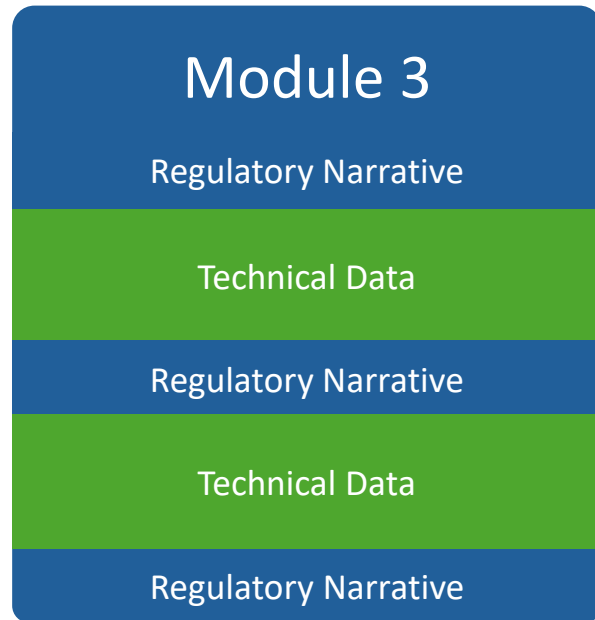 Module 3
Regulatory Narrative
Technical Data
Regulatory Narrative
Technical Data
Regulatory Narrative